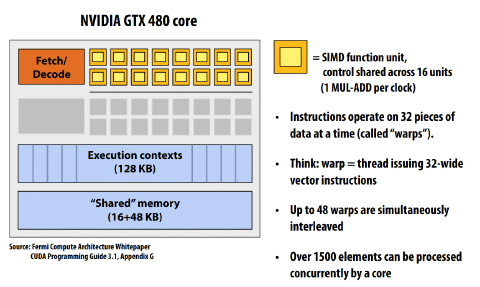 NVIDIA GTX 480 core
Fetch/
Decode
Execution contexts
(128 KB)
“Shared” memory
(16+48 KB)
Source: Fermi Compute Architecture Whitepaper
CUDA Programming Guide 3.1, Appendix G
= SIMD function unit,
control shared across 16 units
(1 MUL-ADD per clock)
• Instructions operate on 32 pieces of
data at a time (called “warps”).
• Think: warp = thread issuing 32-wide
vector instructions
• Up to 48 warps are simultaneously
interleaved
• Over 1500 elements can be processed
concurrently by a core